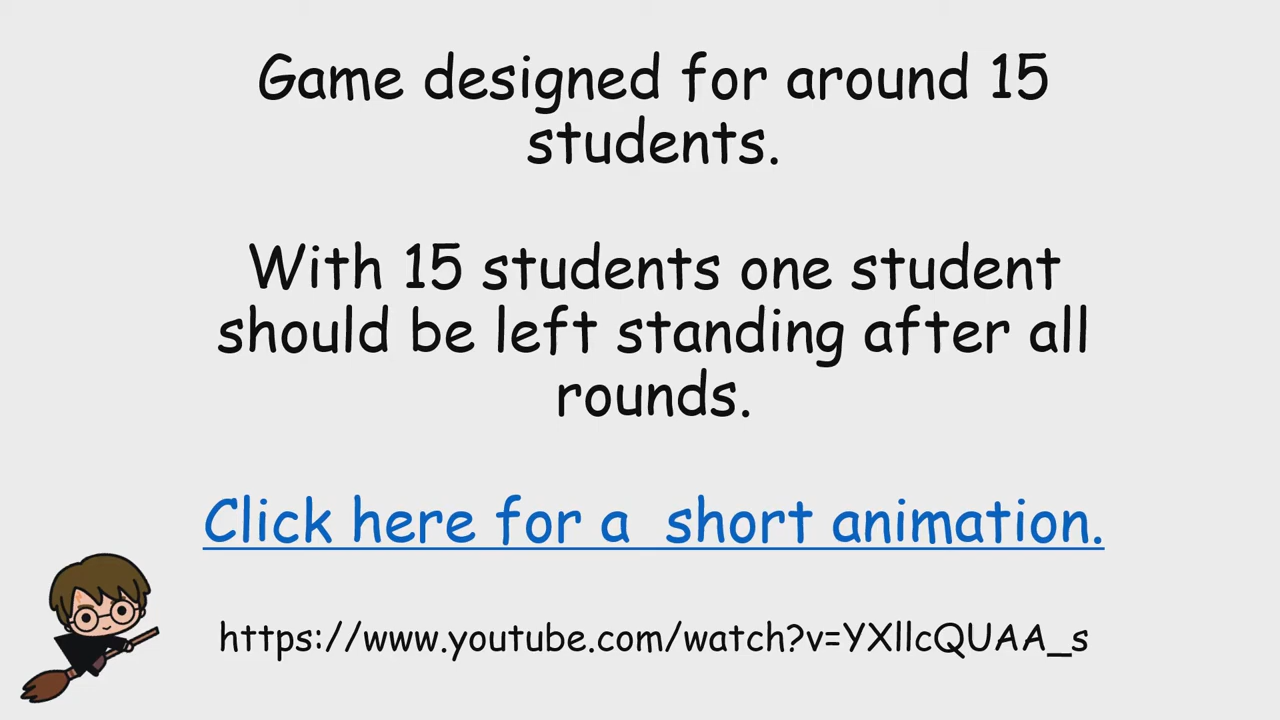 Game designed for around 15
students.
With 15 students one student
should be left standing after all
rounds.
Click here for a  short animation.
https://www.youtube.com/watch?v=YXllcQUAA_s